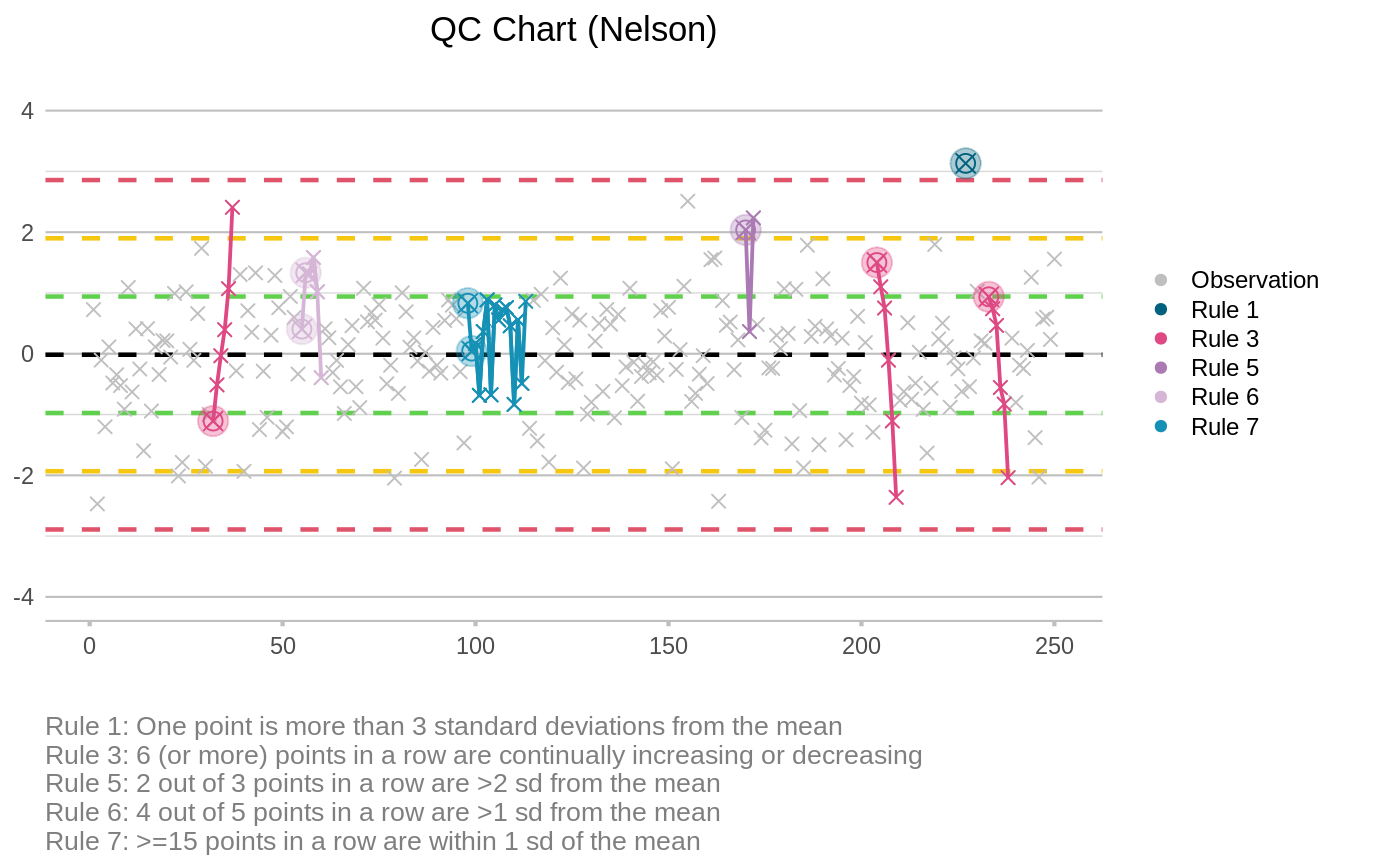 QC Chart (Nelson)
4
2
0
-2
-4
0 50 100 150 200 250
Observation
Rule 1
Rule 3
Rule 5
Rule 6
Rule 7
Rule 1: One point is more than 3 standard deviations from the mean
Rule 3: 6 (or more) points in a row are continually increasing or decreasing
Rule 5: 2 out of 3 points in a row are >2 sd from the mean
Rule 6: 4 out of 5 points in a row are >1 sd from the mean
Rule 7: >=15 points in a row are within 1 sd of the mean